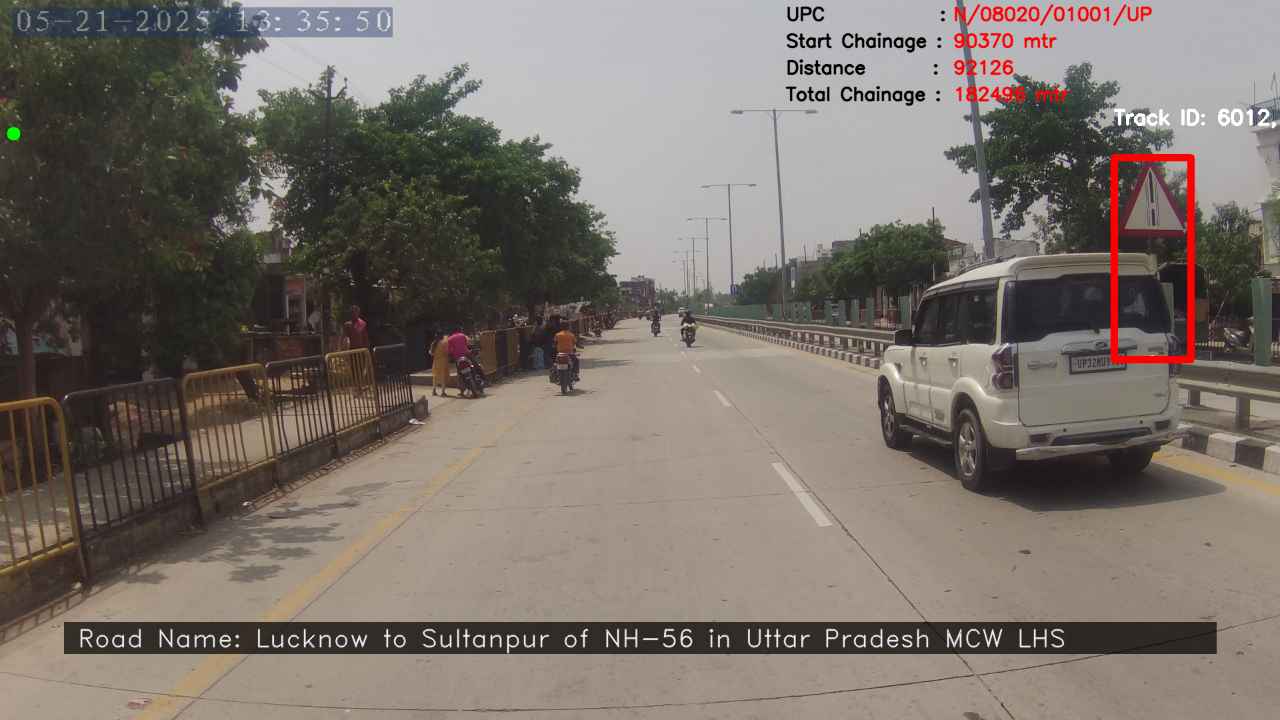 05-21-2025 13:35:50
UPC : N/08020/01001/UP
Start Chainage : 90370 mtr
Distance : 92126
Total Chainage : 182496 mtr
Track ID: 6012,
Road Name: Lucknow to Sultanpur of NH-56 in Uttar Pradesh MCW LHS